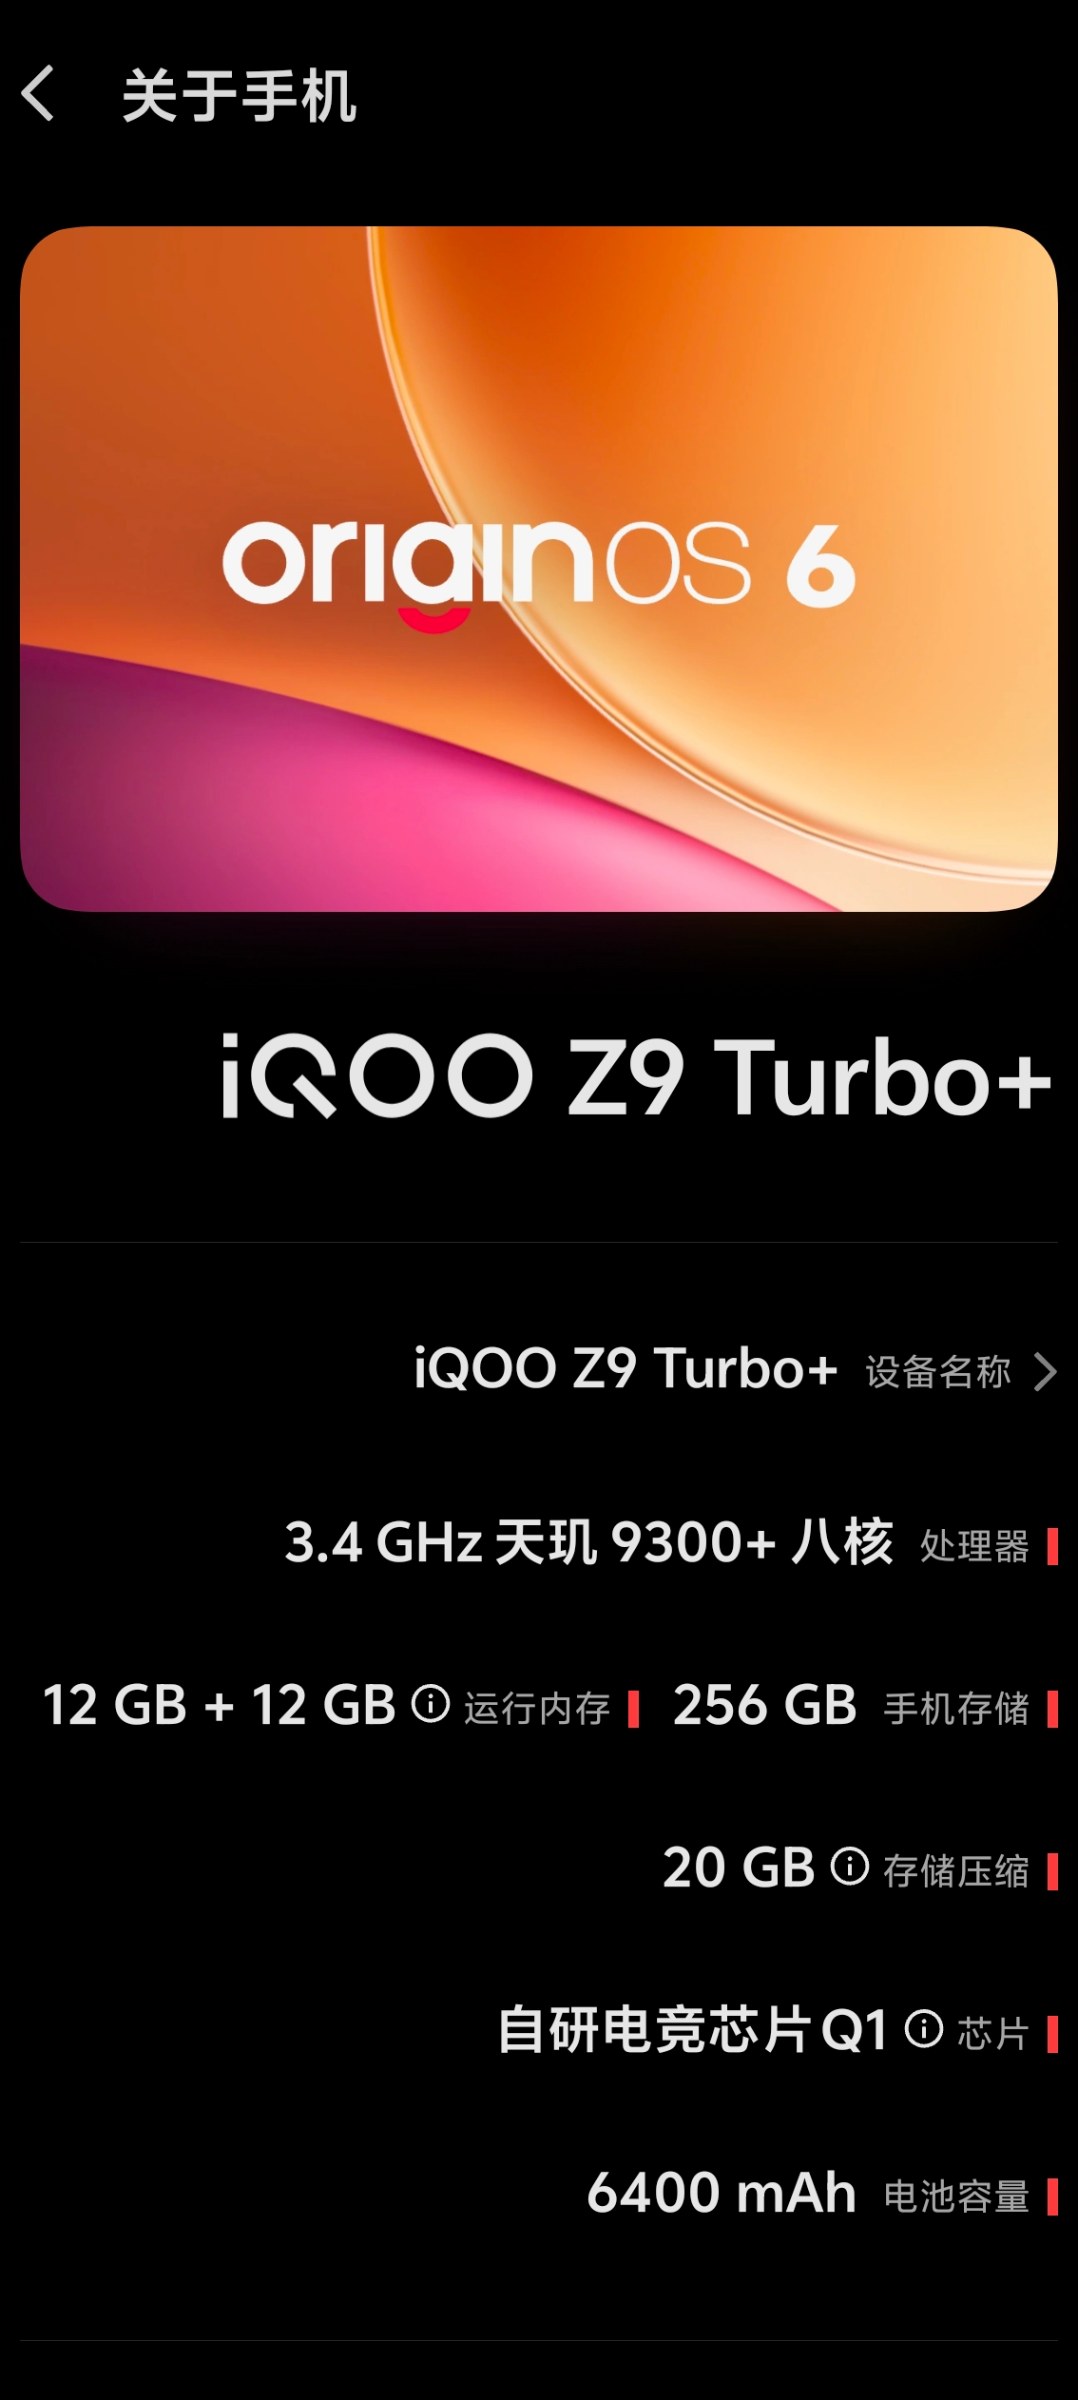 关于手机
originOS 6
iQOO Z9 Turbo+
iQOO Z9 Turbo+ 设备名称
3.4 GHz 天玑 9300+ 八核 处理器
12 GB + 12 GB 运行内存 256 GB 手机存储
20 GB 存储压缩
自研电竞芯片Q1 芯片
6400 mAh 电池容量